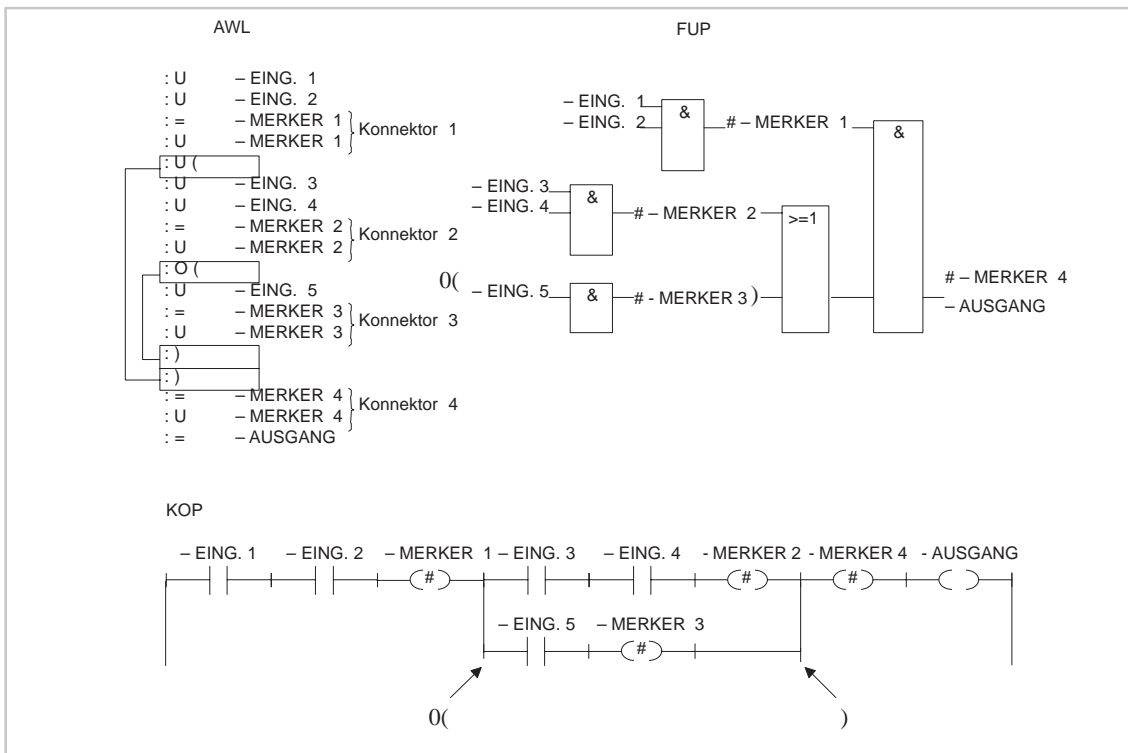 AWL
: U – EING. 1
: U – EING. 2
: = – MERKER 1
: U – MERKER 1
Konnektor 1
: U (
: U – EING. 3
: U – EING. 4
: = – MERKER 2
: U – MERKER 2
Konnektor 2
: O (
: U – EING. 5
: = – MERKER 3
: U – MERKER 3
Konnektor 3
: )
: )
: = – MERKER 4
: U – MERKER 4
Konnektor 4
: = – AUSGANG
FUP
– EING. 1
– EING. 2
&
# – MERKER 1
&
– EING. 3
– EING. 4
&
# – MERKER 2
>=1
0(
– EING. 5
&
# - MERKER 3 )
# – MERKER 4
– AUSGANG
KOP
– EING. 1 – EING. 2 – MERKER 1 – EING. 3 – EING. 4 - MERKER 2 - MERKER 4 - AUSGANG
( # ) ( # ) ( # ) ( )
– EING. 5 – MERKER 3
( # )
0( )